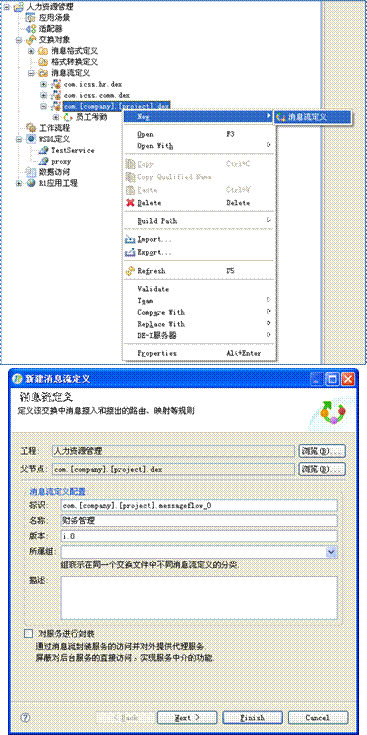 人力资源管理
应用场景
适配器
交换对象
消息格式定义
格式转换定义
消息流定义
com.icss.hr.dex
com.icss.comm.dex
com.[company].[project].dex
员工考勤
New
消息流定义
工作流程
Open F3
WSDL定义
Open With
TestService
proxy
Copy Ctrl+C
数据访问
Copy Qualified Name
R1应用工程
Paste Ctrl+V
Delete Delete
Build Path
Import...
Export...
Refresh F5
Validate
Team
Compare With
Replace With
DE-I服务器
Properties Alt+Enter
新建消息流定义
消息流定义
定义该交换中消息接入和接出的路由、映射等规则
工程: 人力资源管理 浏览(B)...
父节点: com.[company].[project].dex 浏览(R)...
消息流定义配置:
标识: com.[company].[project].messageflow_0
名称: 财务管理
版本: 1.0
所属组:
组表示在同一个交换文件中不同消息流定义的分类.
描述:
对服务进行封装
通过消息流封装服务的访问并对外提供代理服务.
屏蔽对后台服务的直接访问，实现服务中介的功能.
< Back Next > Finish Cancel